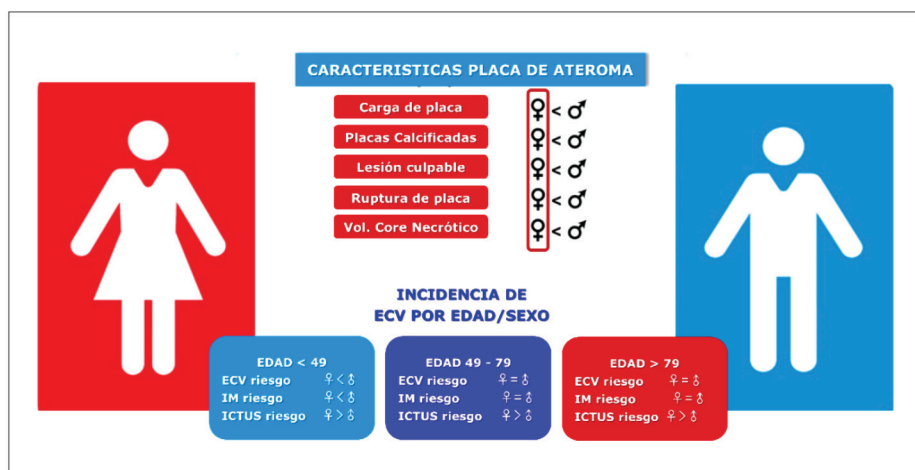 CARACTERISTICAS PLACA DE ATEROMA
Carga de placa ♀ < ♂
Placas Calcificadas ♀ < ♂
Lesión culpable ♀ < ♂
Ruptura de placa ♀ < ♂
Vol. Core Necrótico ♀ < ♂
INCIDENCIA DE
ECV POR EDAD/SEXO
EDAD < 49
ECV riesgo ♀ < ♂
IM riesgo ♀ < ♂
ICTUS riesgo ♀ > ♂
EDAD 49 - 79
ECV riesgo ♀ = ♂
IM riesgo ♀ = ♂
ICTUS riesgo ♀ > ♂
EDAD > 79
ECV riesgo ♀ = ♂
IM riesgo ♀ = ♂
ICTUS riesgo ♀ > ♂